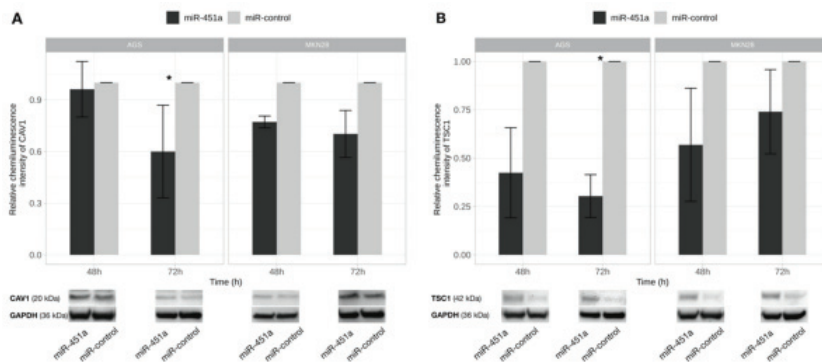 A
miR-451a miR-control
AGS MKN28
Relative chemiluminescence
intensity of CAV1
0.9
0.6
0.3
0.0
48h 72h 48h 72h
Time (h)
*
CAV1 (20 kDa)
GAPDH (36 kDa)
miR-451a miR-control miR-451a miR-control miR-451a miR-control miR-451a miR-control
B
miR-451a miR-control
AGS MKN28
Relative chemiluminescence
intensity of TSC1
1.00
0.75
0.50
0.25
0.00
48h 72h 48h 72h
Time (h)
*
TSC1 (42 kDa)
GAPDH (36 kDa)
miR-451a miR-control miR-451a miR-control miR-451a miR-control miR-451a miR-control